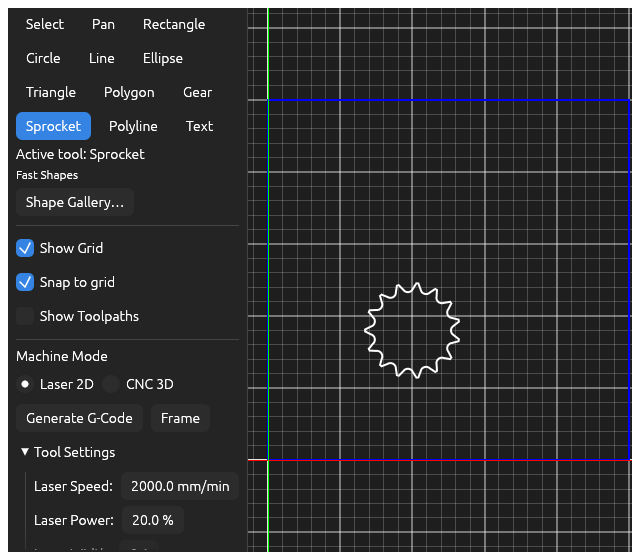 Select Pan Rectangle
Circle Line Ellipse
Triangle Polygon Gear
Sprocket Polyline Text
Active tool: Sprocket
Fast Shapes
Shape Gallery...
Show Grid
Snap to grid
Show Toolpaths
Machine Mode
Laser 2D CNC 3D
Generate G-Code Frame
Tool Settings
Laser Speed: 2000.0 mm/min
Laser Power: 20.0 %